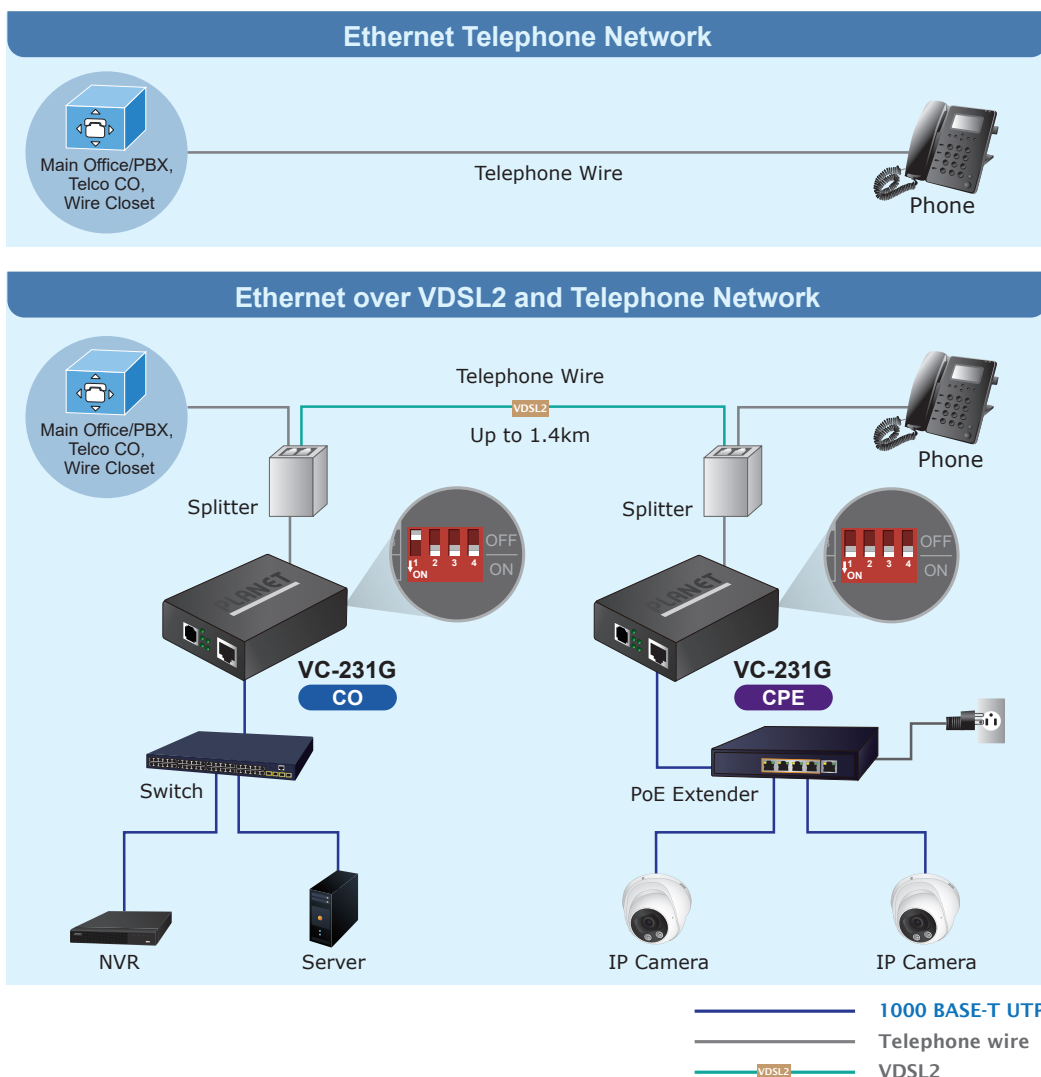 Ethernet Telephone Network
Main Office/PBX,
Telco CO,
Wire Closet
Telephone Wire
Phone
Ethernet over VDSL2 and Telephone Network
Main Office/PBX,
Telco CO,
Wire Closet
Telephone Wire
VDSL2
Up to 1.4km
Phone
Splitter
Splitter
OFF
1 2 3 4
ON
ON
OFF
1 2 3 4
ON
ON
PLANET
PLANET
VC-231G
CO
VC-231G
CPE
Switch
PoE Extender
NVR
Server
IP Camera
IP Camera
1000 BASE-T UTP
Telephone wire
VDSL2
VDSL2